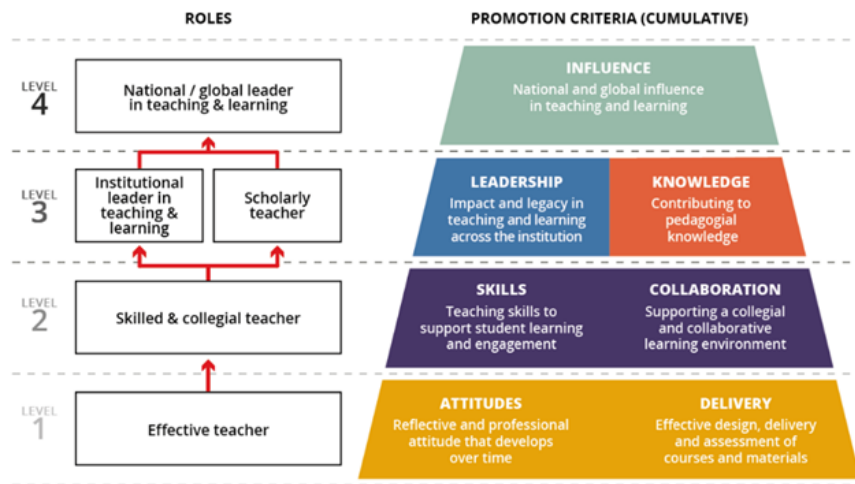 ROLES
PROMOTION CRITERIA (CUMULATIVE)
LEVEL
4
National / global leader
in teaching & learning
INFLUENCE
National and global influence
in teaching and learning
LEVEL
3
Institutional
leader in
teaching &
learning
Scholarly
teacher
LEADERSHIP
Impact and legacy in
teaching and learning
across the institution
KNOWLEDGE
Contributing to
pedagogial
knowledge
LEVEL
2
Skilled & collegial teacher
SKILLS
Teaching skills to
support student learning
and engagement
COLLABORATION
Supporting a collegial
and collaborative
learning environment
LEVEL
1
Effective teacher
ATTITUDES
Reflective and professional
attitude that develops
over time
DELIVERY
Effective design, delivery
and assessment of
courses and materials